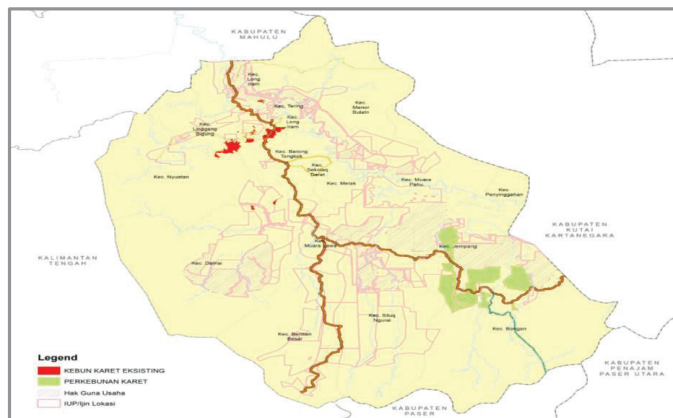 KABUPATEN
MAHULU
Kec.
Long
Iram
Kec. Tering
Kec.
Long
Iram
Kec.
Linggang
Bigung
Kec. Barong
Tongkok
Kec.
Sekolaq
Darat
Kec. Nyuatan
Kec. Melak
Kec. Muara
Pahu
Kec.
Penyinggahan
KABUPATEN
KUTAI
KARTANEGARA
KALIMANTAN
TENGAH
Muara Lawa
Kec. Jempang
Kec. Damai
Kec. Siluq
Ngurai
Kec. Bongan
Kec. Bentian
Besar
KABUPATEN
PENAJAM
PASER UTARA
KABUPATEN
PASER
Legend
KEBUN KARET EKSISTING
PERKEBUNAN KARET
Hak Guna Usaha
IUP/Ijin Lokasi